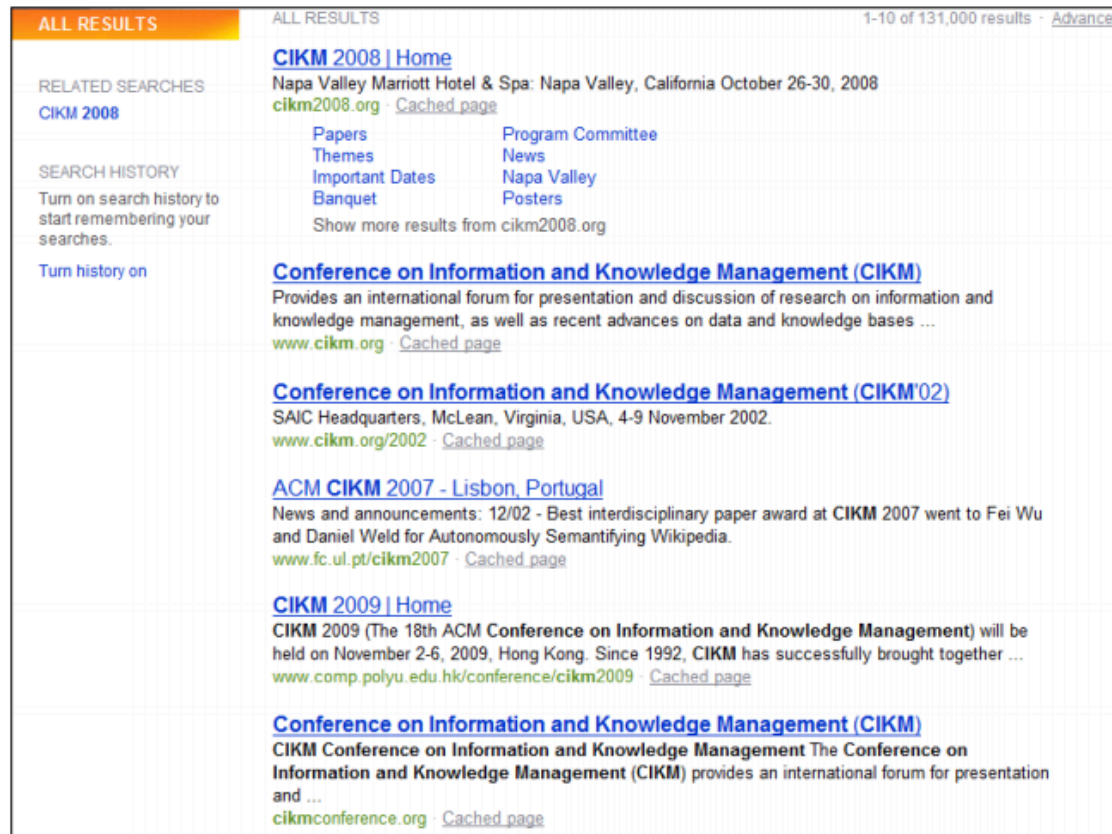 ALL RESULTS
RELATED SEARCHES
CIKM 2008
SEARCH HISTORY
Turn on search history to
start remembering your
searches.
Turn history on
ALL RESULTS
1-10 of 131,000 results · Advance
CIKM 2008 | Home
Napa Valley Marriott Hotel & Spa: Napa Valley, California October 26-30, 2008
cikm2008.org · Cached page
Papers
Themes
Important Dates
Banquet
Program Committee
News
Napa Valley
Posters
Show more results from cikm2008.org
Conference on Information and Knowledge Management (CIKM)
Provides an international forum for presentation and discussion of research on information and
knowledge management, as well as recent advances on data and knowledge bases ...
www.cikm.org · Cached page
Conference on Information and Knowledge Management (CIKM'02)
SAIC Headquarters, McLean, Virginia, USA, 4-9 November 2002.
www.cikm.org/2002 · Cached page
ACM CIKM 2007 - Lisbon, Portugal
News and announcements: 12/02 - Best interdisciplinary paper award at CIKM 2007 went to Fei Wu
and Daniel Weld for Autonomously Semantifying Wikipedia.
www.fc.ul.pt/cikm2007 · Cached page
CIKM 2009 | Home
CIKM 2009 (The 18th ACM Conference on Information and Knowledge Management) will be
held on November 2-6, 2009, Hong Kong. Since 1992, CIKM has successfully brought together ...
www.comp.polyu.edu.hk/conference/cikm2009 · Cached page
Conference on Information and Knowledge Management (CIKM)
CIKM Conference on Information and Knowledge Management The Conference on
Information and Knowledge Management (CIKM) provides an international forum for presentation
and ...
cikmconference.org · Cached page